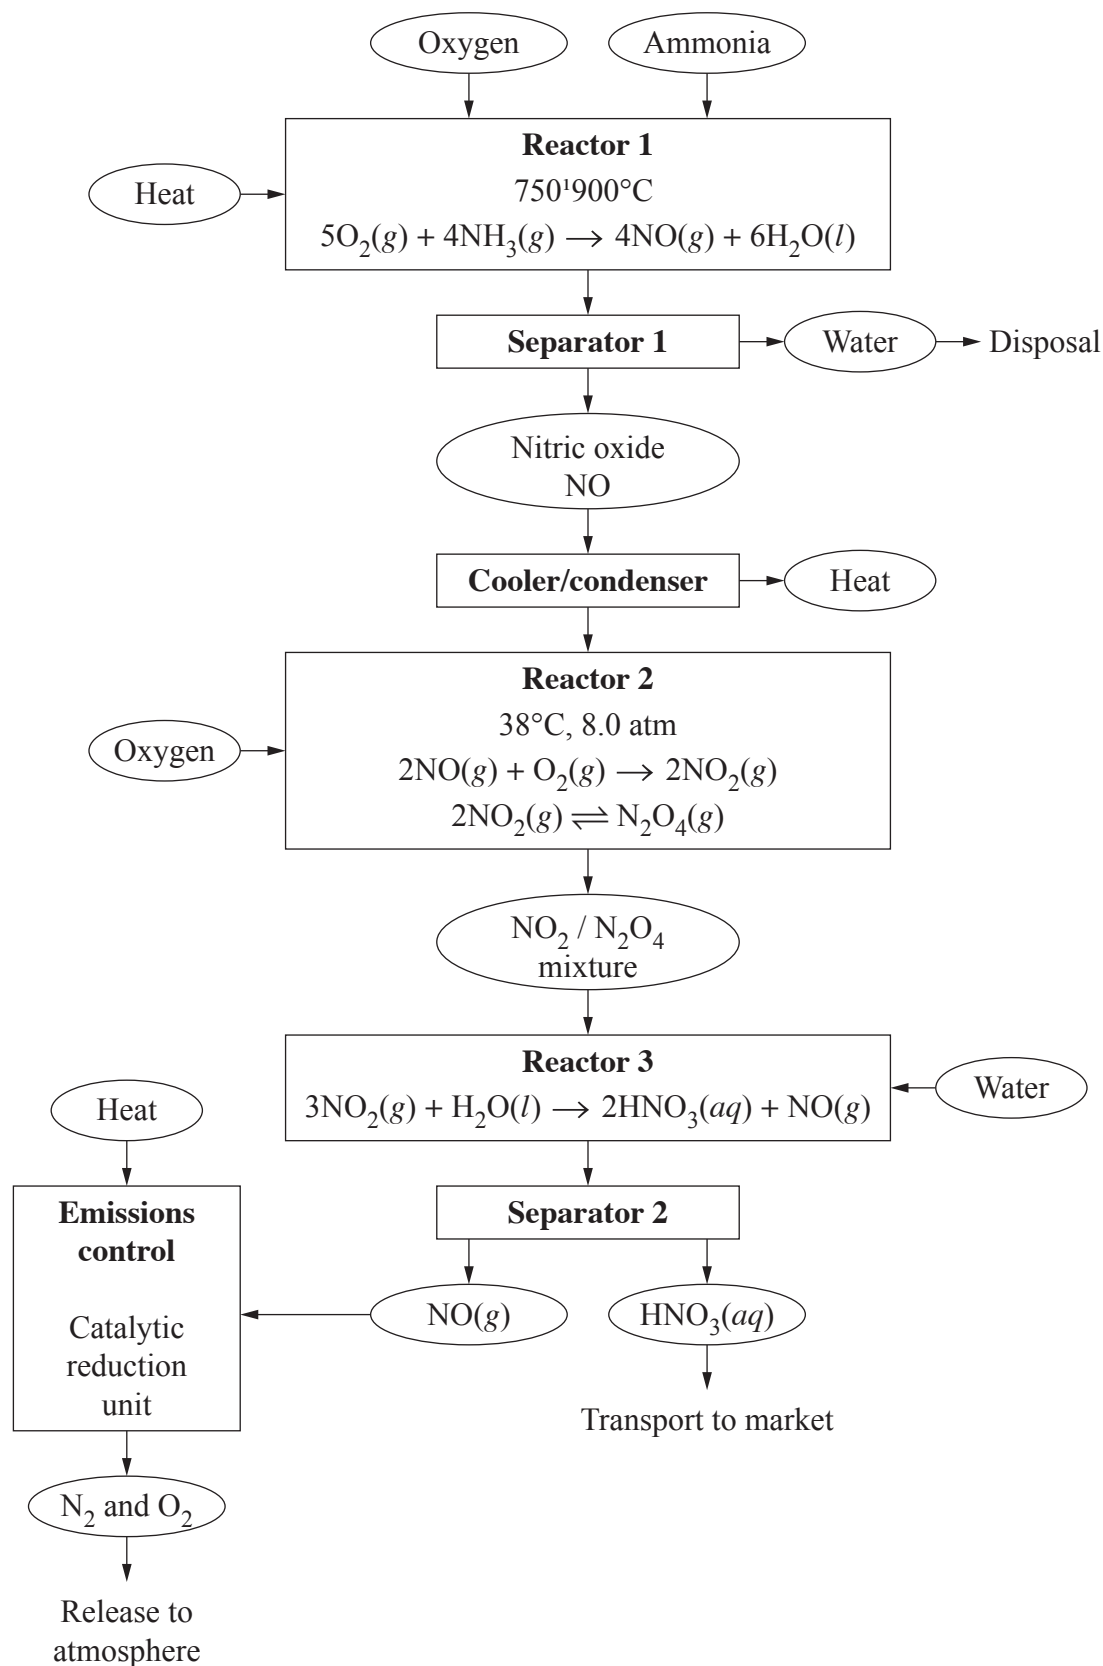 Oxygen
Ammonia
Reactor 1
Heat
750¹900°C
5O₂(g) + 4NH₃(g) → 4NO(g) + 6H₂O(l)
Separator 1
Water
Disposal
Nitric oxide
NO
Cooler/condenser
Heat
Reactor 2
38°C, 8.0 atm
Oxygen
2NO(g) + O₂(g) → 2NO₂(g)
2NO₂(g) ⇌ N₂O₄(g)
NO₂ / N₂O₄
mixture
Reactor 3
3NO₂(g) + H₂O(l) → 2HNO₃(aq) + NO(g)
Water
Heat
Emissions
control
Catalytic
reduction
unit
Separator 2
NO(g)
HNO₃(aq)
Transport to market
N₂ and O₂
Release to
atmosphere